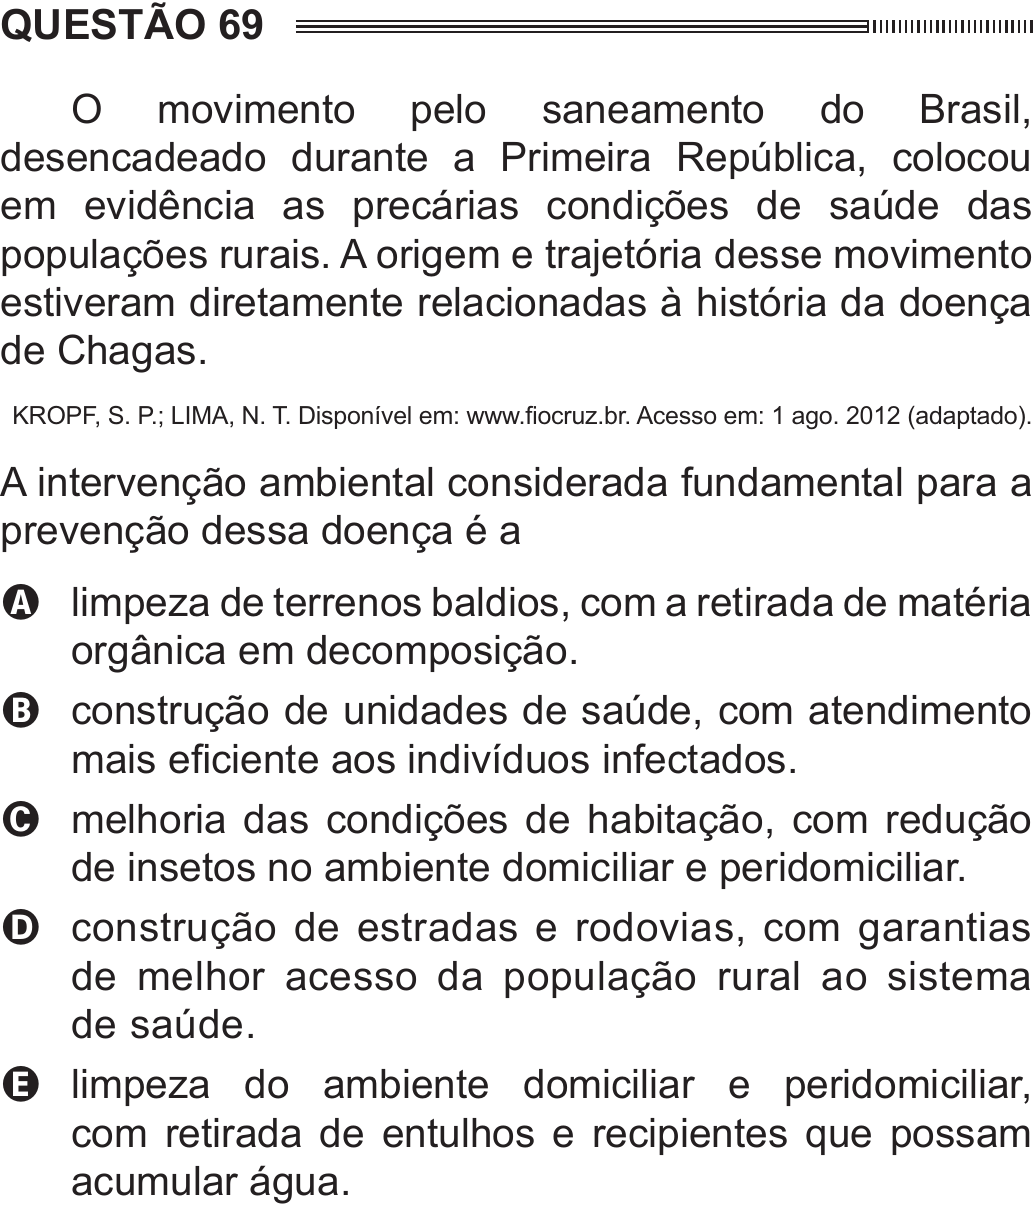 QUESTÃO 69
O movimento pelo saneamento do Brasil,
desencadeado durante a Primeira República, colocou
em evidência as precárias condições de saúde das
populações rurais. A origem e trajetória desse movimento
estiveram diretamente relacionadas à história da doença
de Chagas.
KROPF, S. P.; LIMA, N. T. Disponível em: www.fiocruz.br. Acesso em: 1 ago. 2012 (adaptado).
A intervenção ambiental considerada fundamental para a
prevenção dessa doença é a
A limpeza de terrenos baldios, com a retirada de matéria
orgânica em decomposição.
B construção de unidades de saúde, com atendimento
mais eficiente aos indivíduos infectados.
C melhoria das condições de habitação, com redução
de insetos no ambiente domiciliar e peridomiciliar.
D construção de estradas e rodovias, com garantias
de melhor acesso da população rural ao sistema
de saúde.
E limpeza do ambiente domiciliar e peridomiciliar,
com retirada de entulhos e recipientes que possam
acumular água.